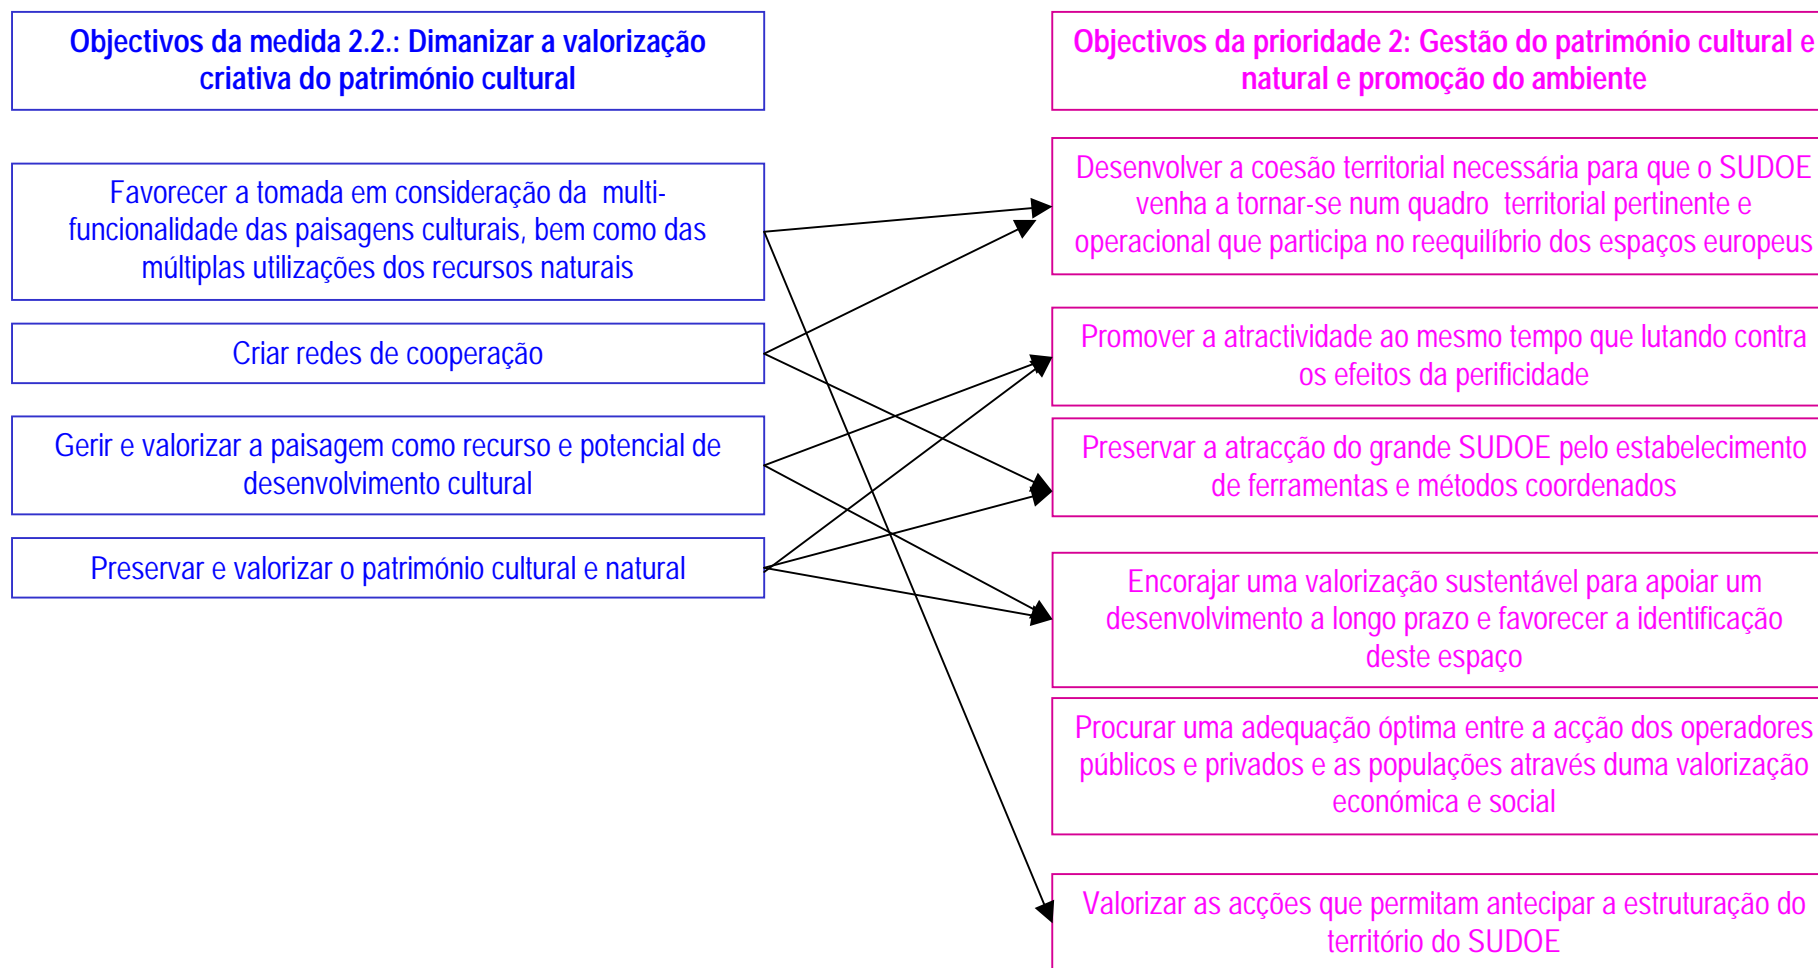 Objectivos da medida 2.2.: Dimanizar a valorização
criativa do património cultural
Favorecer a tomada em consideração da multi-
funcionalidade das paisagens culturais, bem como das
múltiplas utilizações dos recursos naturais
Criar redes de cooperação
Gerir e valorizar a paisagem como recurso e potencial de
desenvolvimento cultural
Preservar e valorizar o património cultural e natural
Objectivos da prioridade 2: Gestão do património cultural e
natural e promoção do ambiente
Desenvolver a coesão territorial necessária para que o SUDOE
venha a tornar-se num quadro territorial pertinente e
operacional que participa no reequilíbrio dos espaços europeus
Promover a atractividade ao mesmo tempo que lutando contra
os efeitos da perificidade
Preservar a atracção do grande SUDOE pelo estabelecimento
de ferramentas e métodos coordenados
Encorajar uma valorização sustentável para apoiar um
desenvolvimento a longo prazo e favorecer a identificação
deste espaço
Procurar uma adequação óptima entre a acção dos operadores
públicos e privados e as populações através duma valorização
económica e social
Valorizar as acções que permitam antecipar a estruturação do
território do SUDOE